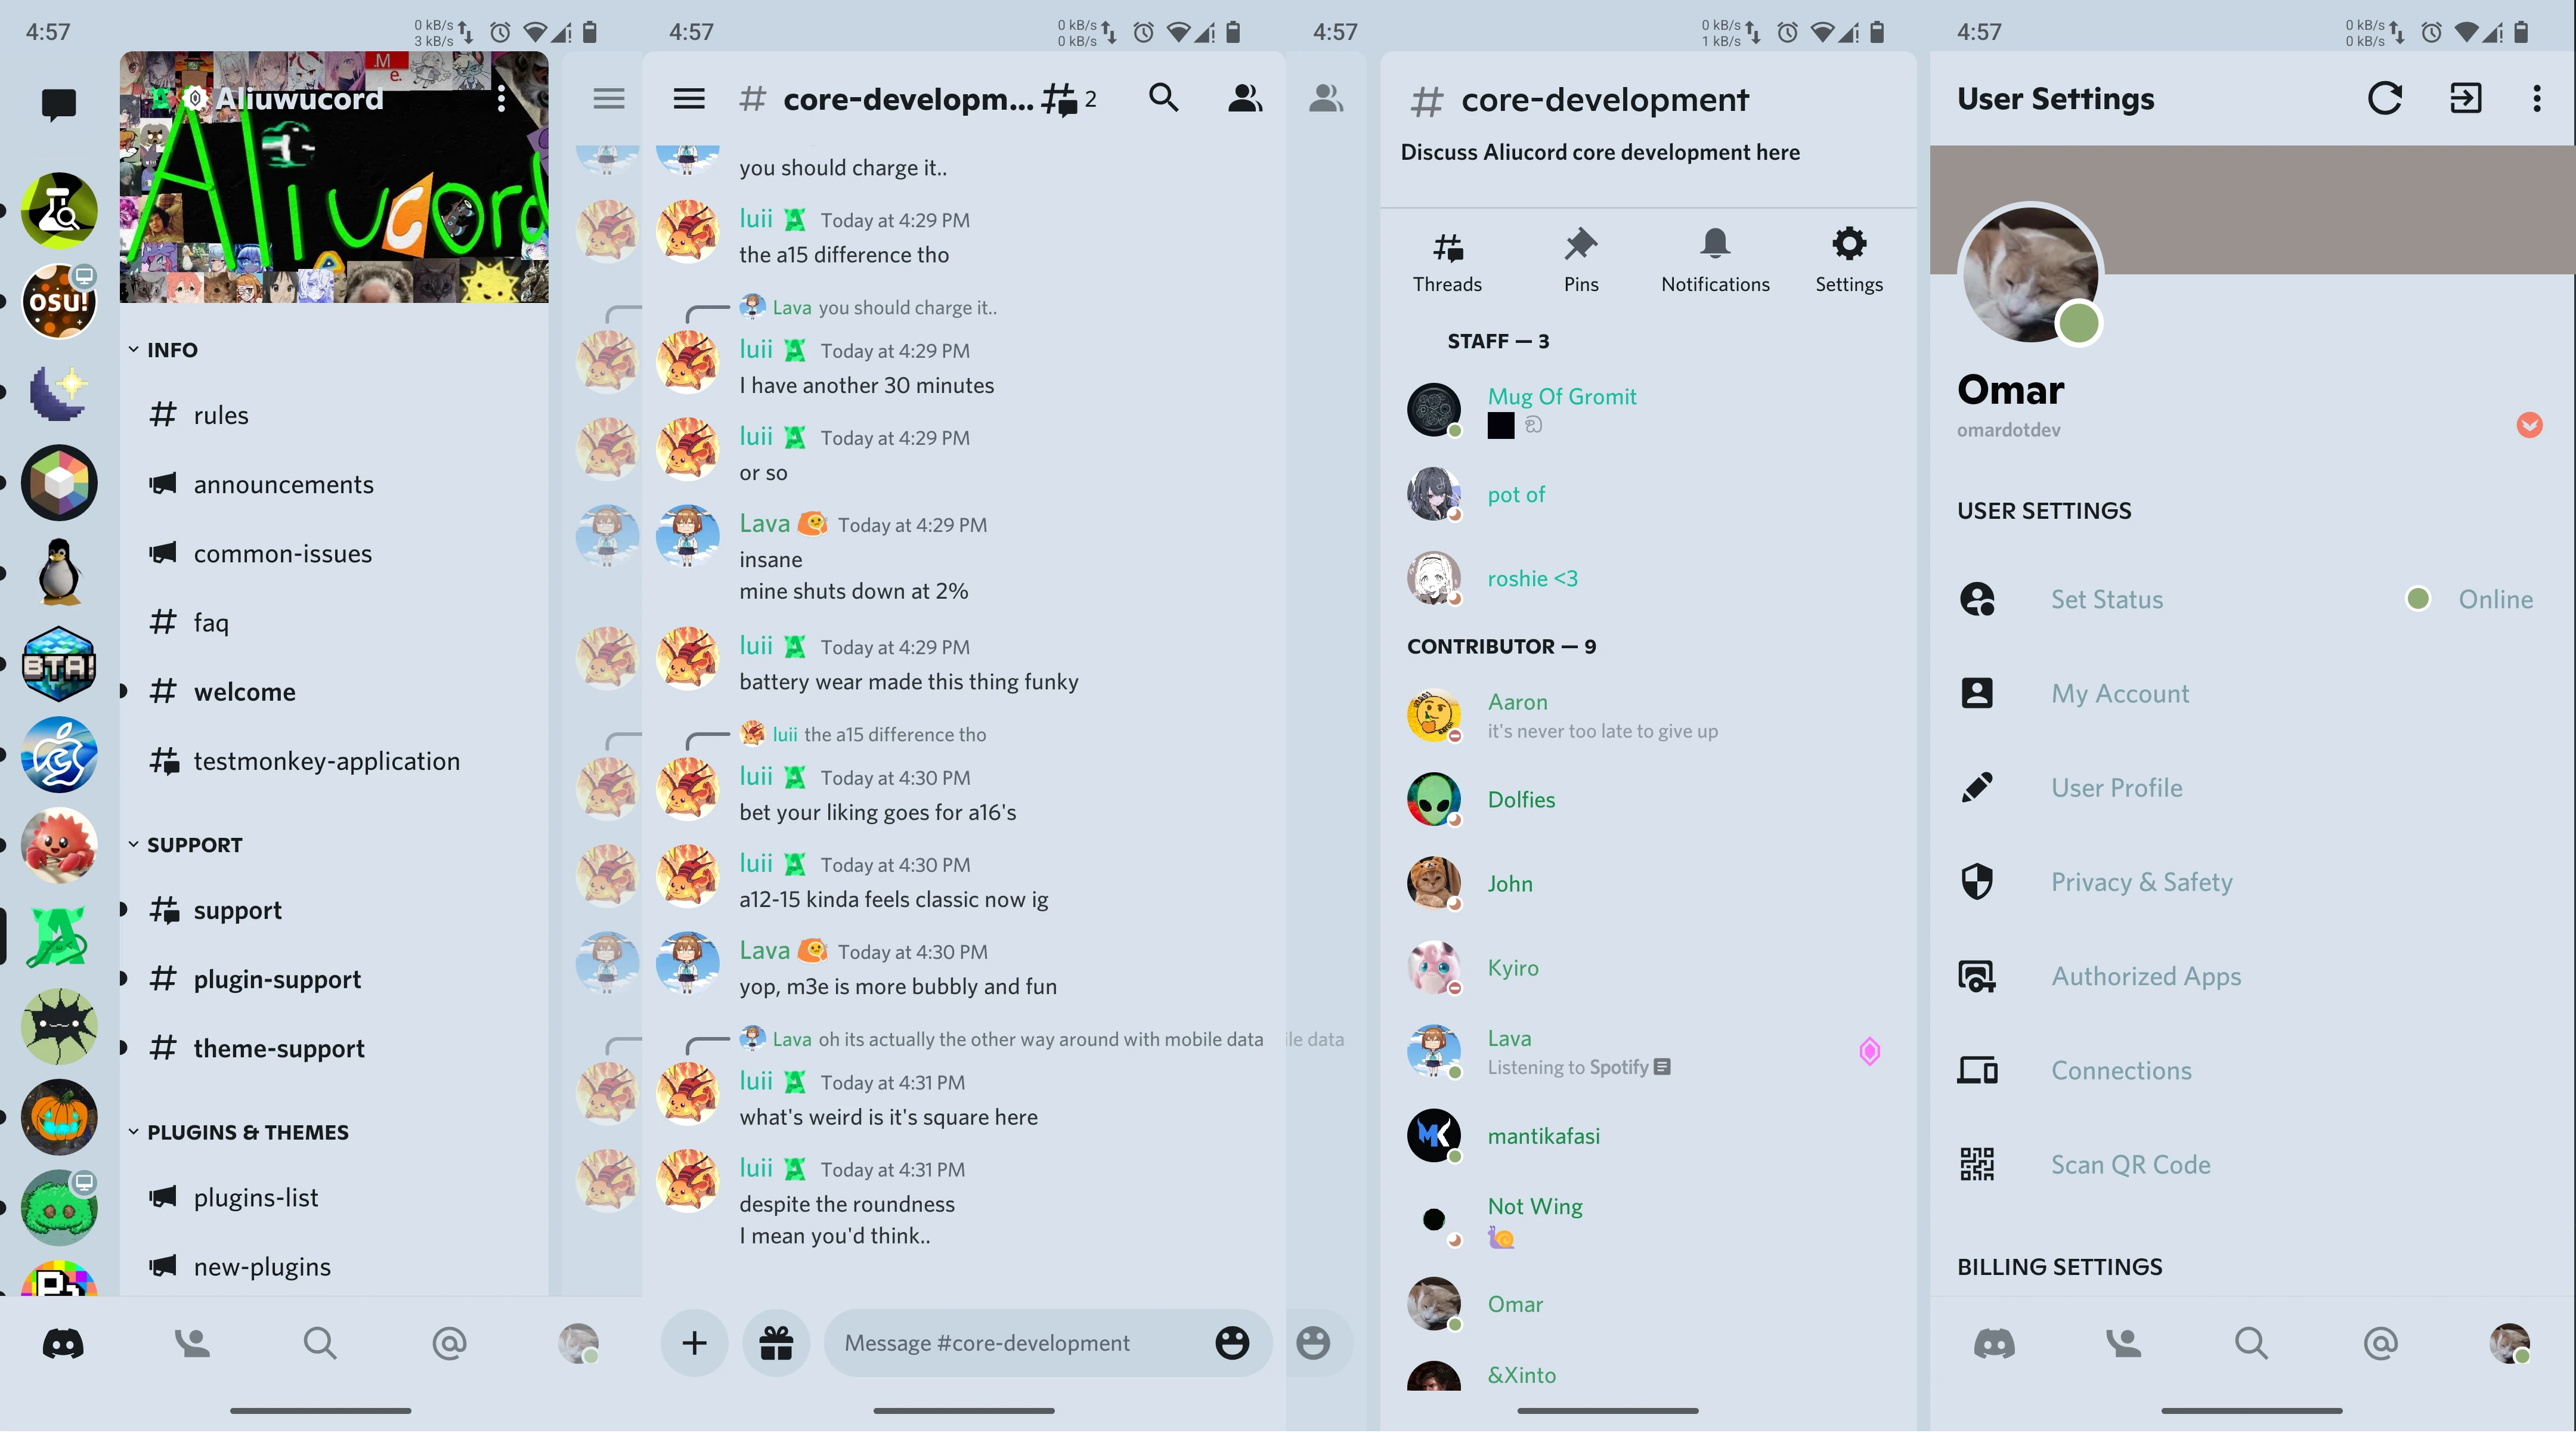 4:57
0 kB/s
3 kB/s
Me.
Aliuwucord
Aliucord
osu!
BTA!
INFO
rules
announcements
common-issues
faq
welcome
testmonkey-application
SUPPORT
support
plugin-support
theme-support
PLUGINS & THEMES
plugins-list
new-plugins
4:57
0 kB/s
0 kB/s
# core-developm... 2
you should charge it..
luii Today at 4:29 PM
the a15 difference tho
Lava you should charge it..
luii Today at 4:29 PM
I have another 30 minutes
luii Today at 4:29 PM
or so
Lava Today at 4:29 PM
insane
mine shuts down at 2%
luii Today at 4:29 PM
battery wear made this thing funky
luii the a15 difference tho
luii Today at 4:30 PM
bet your liking goes for a16's
luii Today at 4:30 PM
a12-15 kinda feels classic now ig
Lava Today at 4:30 PM
yop, m3e is more bubbly and fun
Lava oh its actually the other way around with mobile data
luii Today at 4:31 PM
what's weird is it's square here
luii Today at 4:31 PM
despite the roundness
I mean you'd think..
Message #core-development
4:57
0 kB/s
1 kB/s
ile data
# core-development
Discuss Aliucord core development here
Threads Pins Notifications Settings
STAFF — 3
Mug Of Gromit
pot of
roshie <3
CONTRIBUTOR — 9
Aaron
it's never too late to give up
Dolfies
John
Kyiro
Lava
Listening to Spotify
MK
mantikafasi
Not Wing
Omar
&Xinto
4:57
0 kB/s
0 kB/s
User Settings
Omar
omardotdev
USER SETTINGS
Set Status Online
My Account
User Profile
Privacy & Safety
Authorized Apps
Connections
Scan QR Code
BILLING SETTINGS